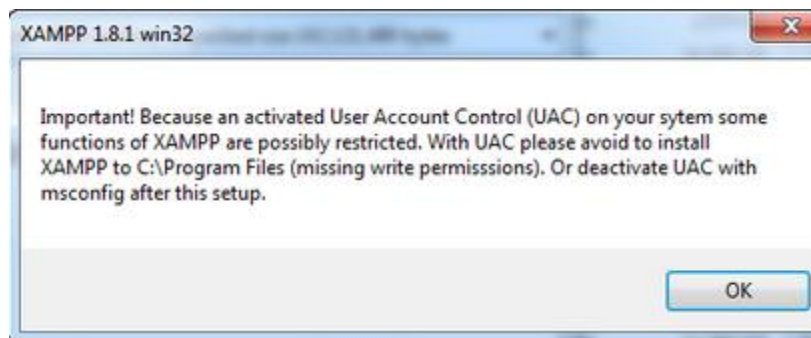 XAMPP 1.8.1 win32
Important! Because an activated User Account Control (UAC) on your sytem some
functions of XAMPP are possibly restricted. With UAC please avoid to install
XAMPP to C:\Program Files (missing write permisssions). Or deactivate UAC with
msconfig after this setup.
OK